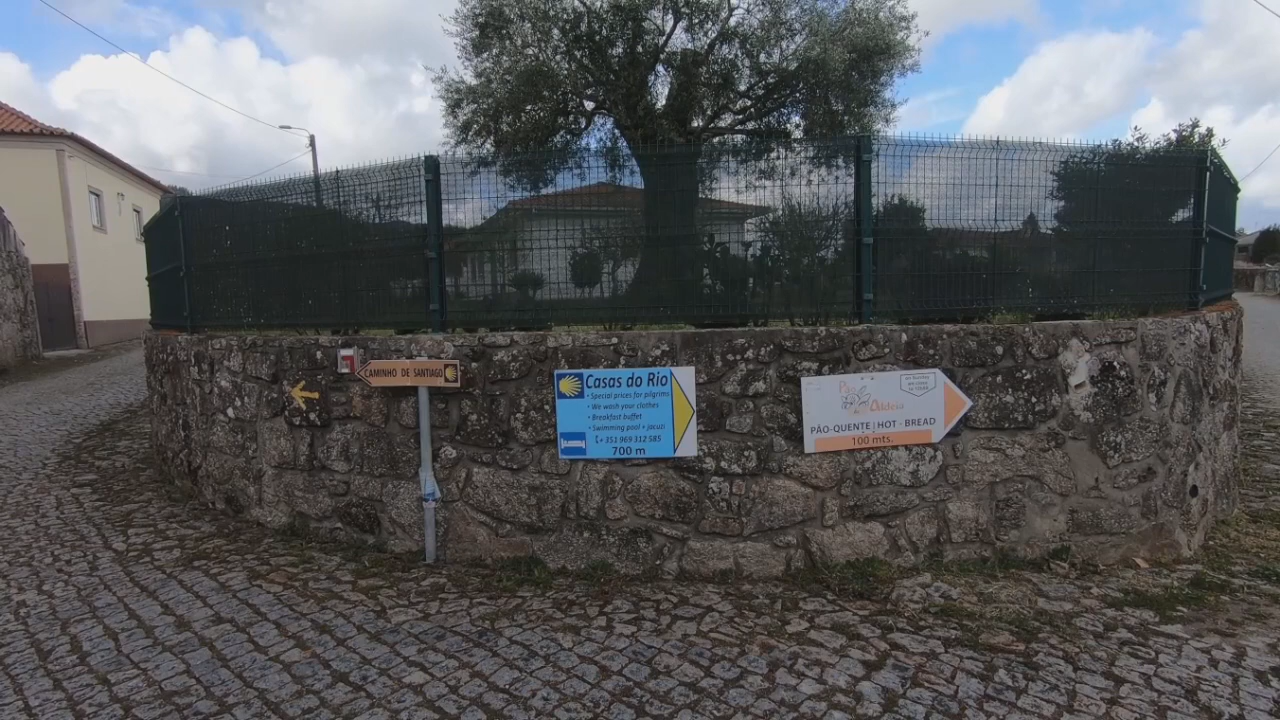 CAMINHO DE SANTIAGO
Casas do Rio
• Special prices for pilgrims
• We wash your clothes
• Breakfast buffet
• Swimming pool + jacuzi
+351 969 312 585
700 m
Aldeia
PÃO-QUENTE | HOT - BREAD
100 mts.